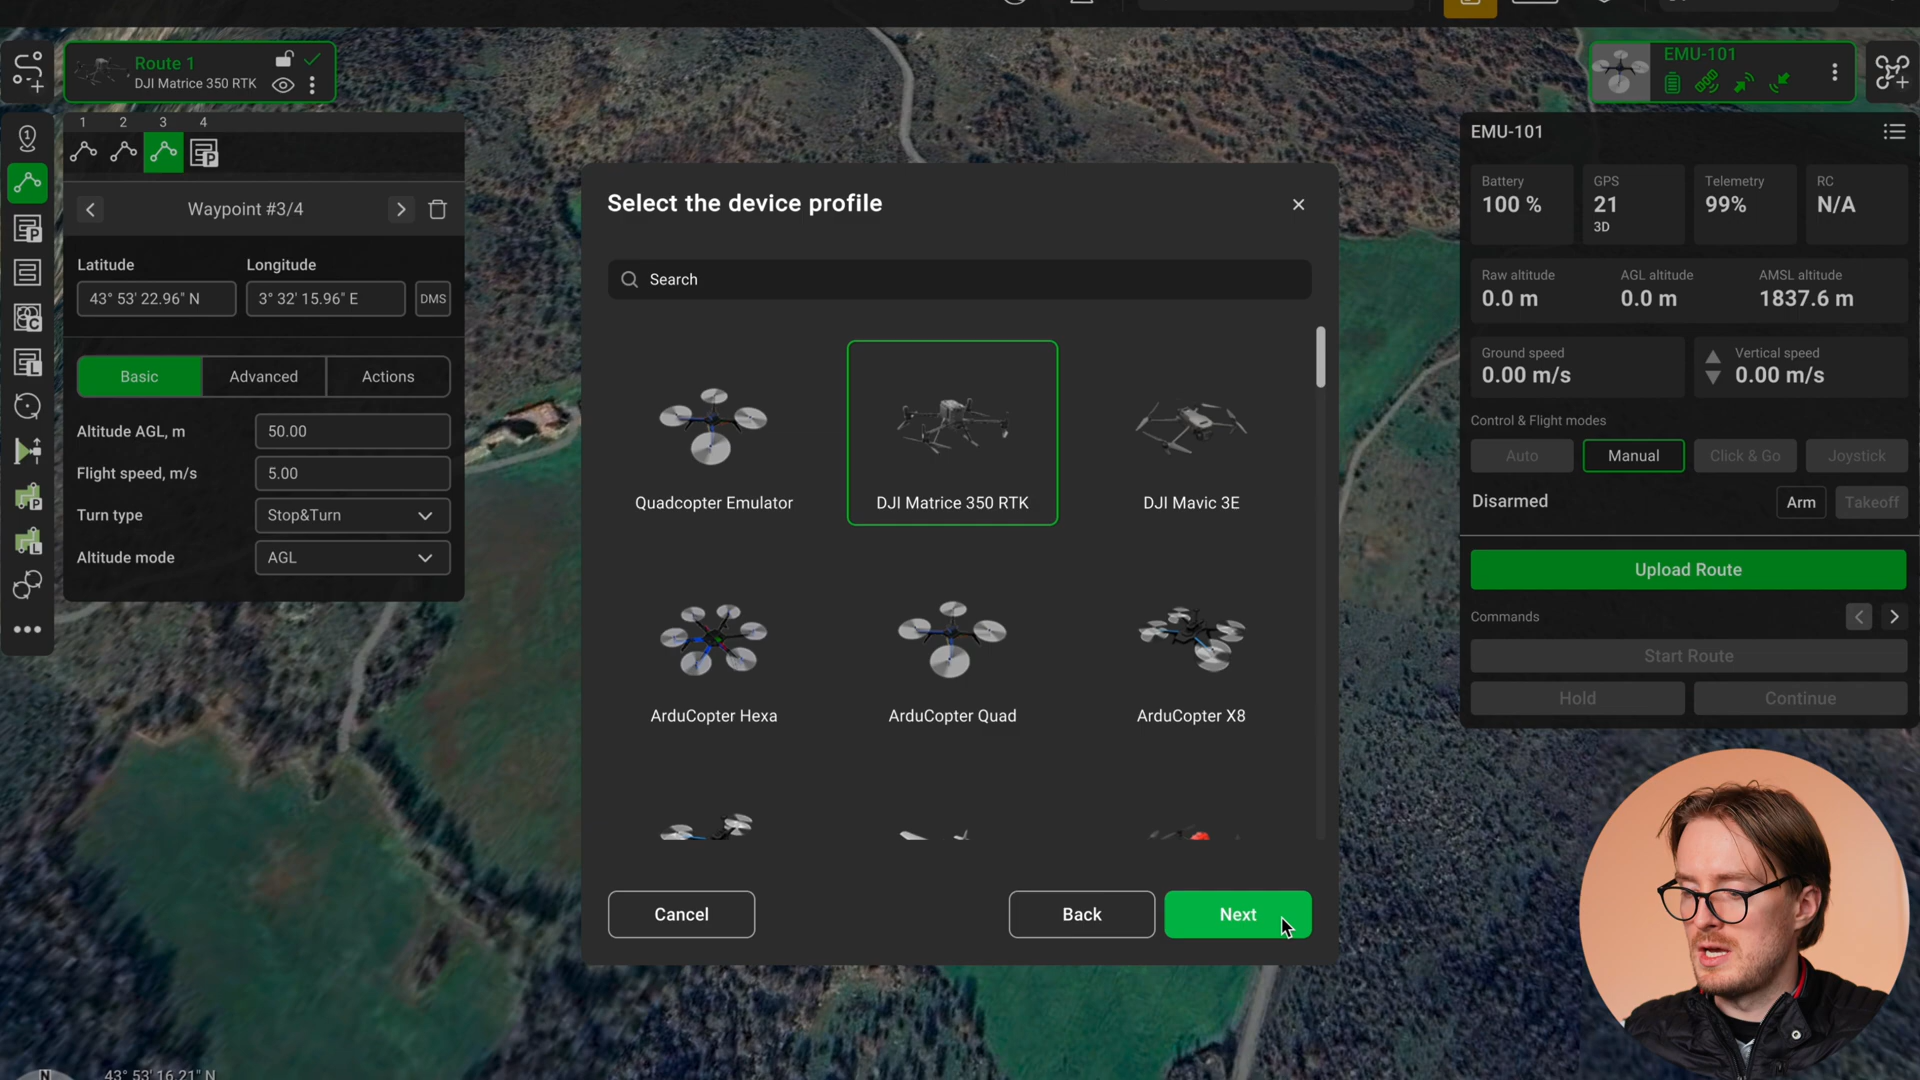 Route 1
DJI Matrice 350 RTK
EMU-101
1 2 3 4
Waypoint #3/4
Latitude
Longitude
43° 53' 22.96" N
3° 32' 15.96" E
DMS
Basic
Advanced
Actions
Altitude AGL, m
50.00
Flight speed, m/s
5.00
Turn type
Stop&Turn
Altitude mode
AGL
Select the device profile
Search
Quadcopter Emulator
DJI Matrice 350 RTK
DJI Mavic 3E
ArduCopter Hexa
ArduCopter Quad
ArduCopter X8
Cancel
Back
Next
EMU-101
Battery
100 %
GPS
21
3D
Telemetry
99%
RC
N/A
Raw altitude
0.0 m
AGL altitude
0.0 m
AMSL altitude
1837.6 m
Ground speed
0.00 m/s
Vertical speed
0.00 m/s
Control & Flight modes
Auto
Manual
Click & Go
Joystick
Disarmed
Arm
Takeoff
Upload Route
Commands
Start Route
Hold
Continue
N
43° 53' 16.21" N